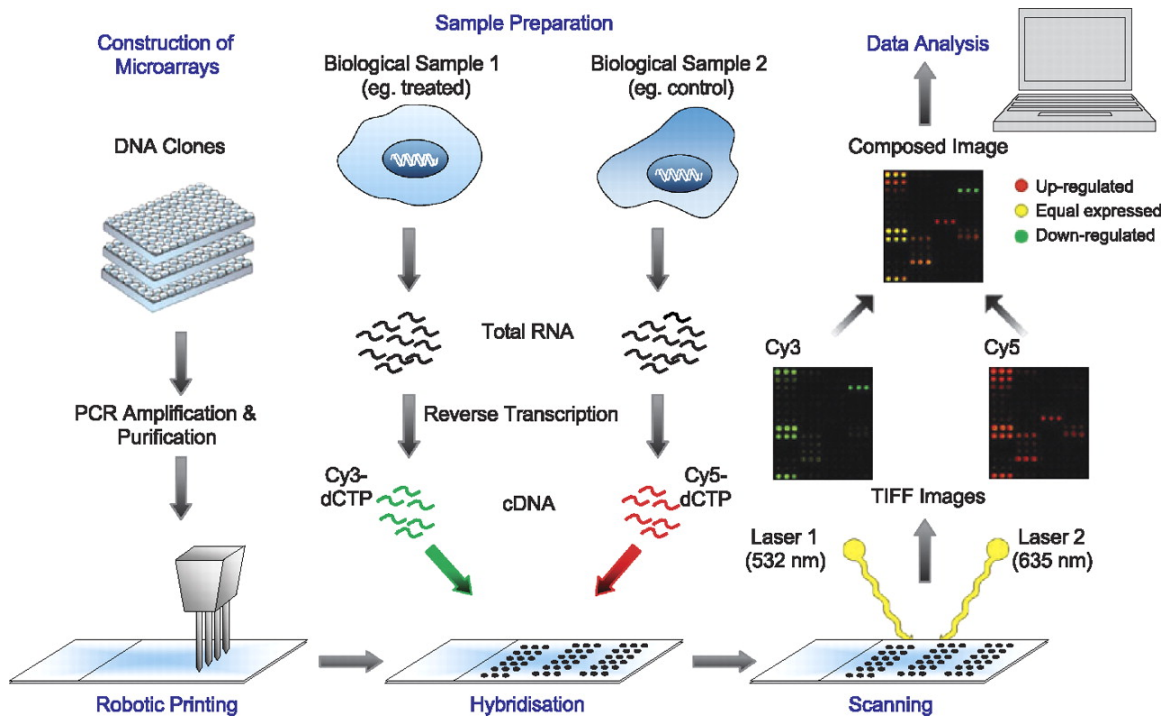 Construction of
Microarrays
DNA Clones
PCR Amplification &
Purification
Robotic Printing
Sample Preparation
Biological Sample 1
(eg. treated)
Biological Sample 2
(eg. control)
Total RNA
Reverse Transcription
Cy3-
dCTP
cDNA
Cy5-
dCTP
Hybridisation
Data Analysis
Composed Image
Up-regulated
Equal expressed
Down-regulated
Cy3
Cy5
TIFF Images
Laser 1
(532 nm)
Laser 2
(635 nm)
Scanning